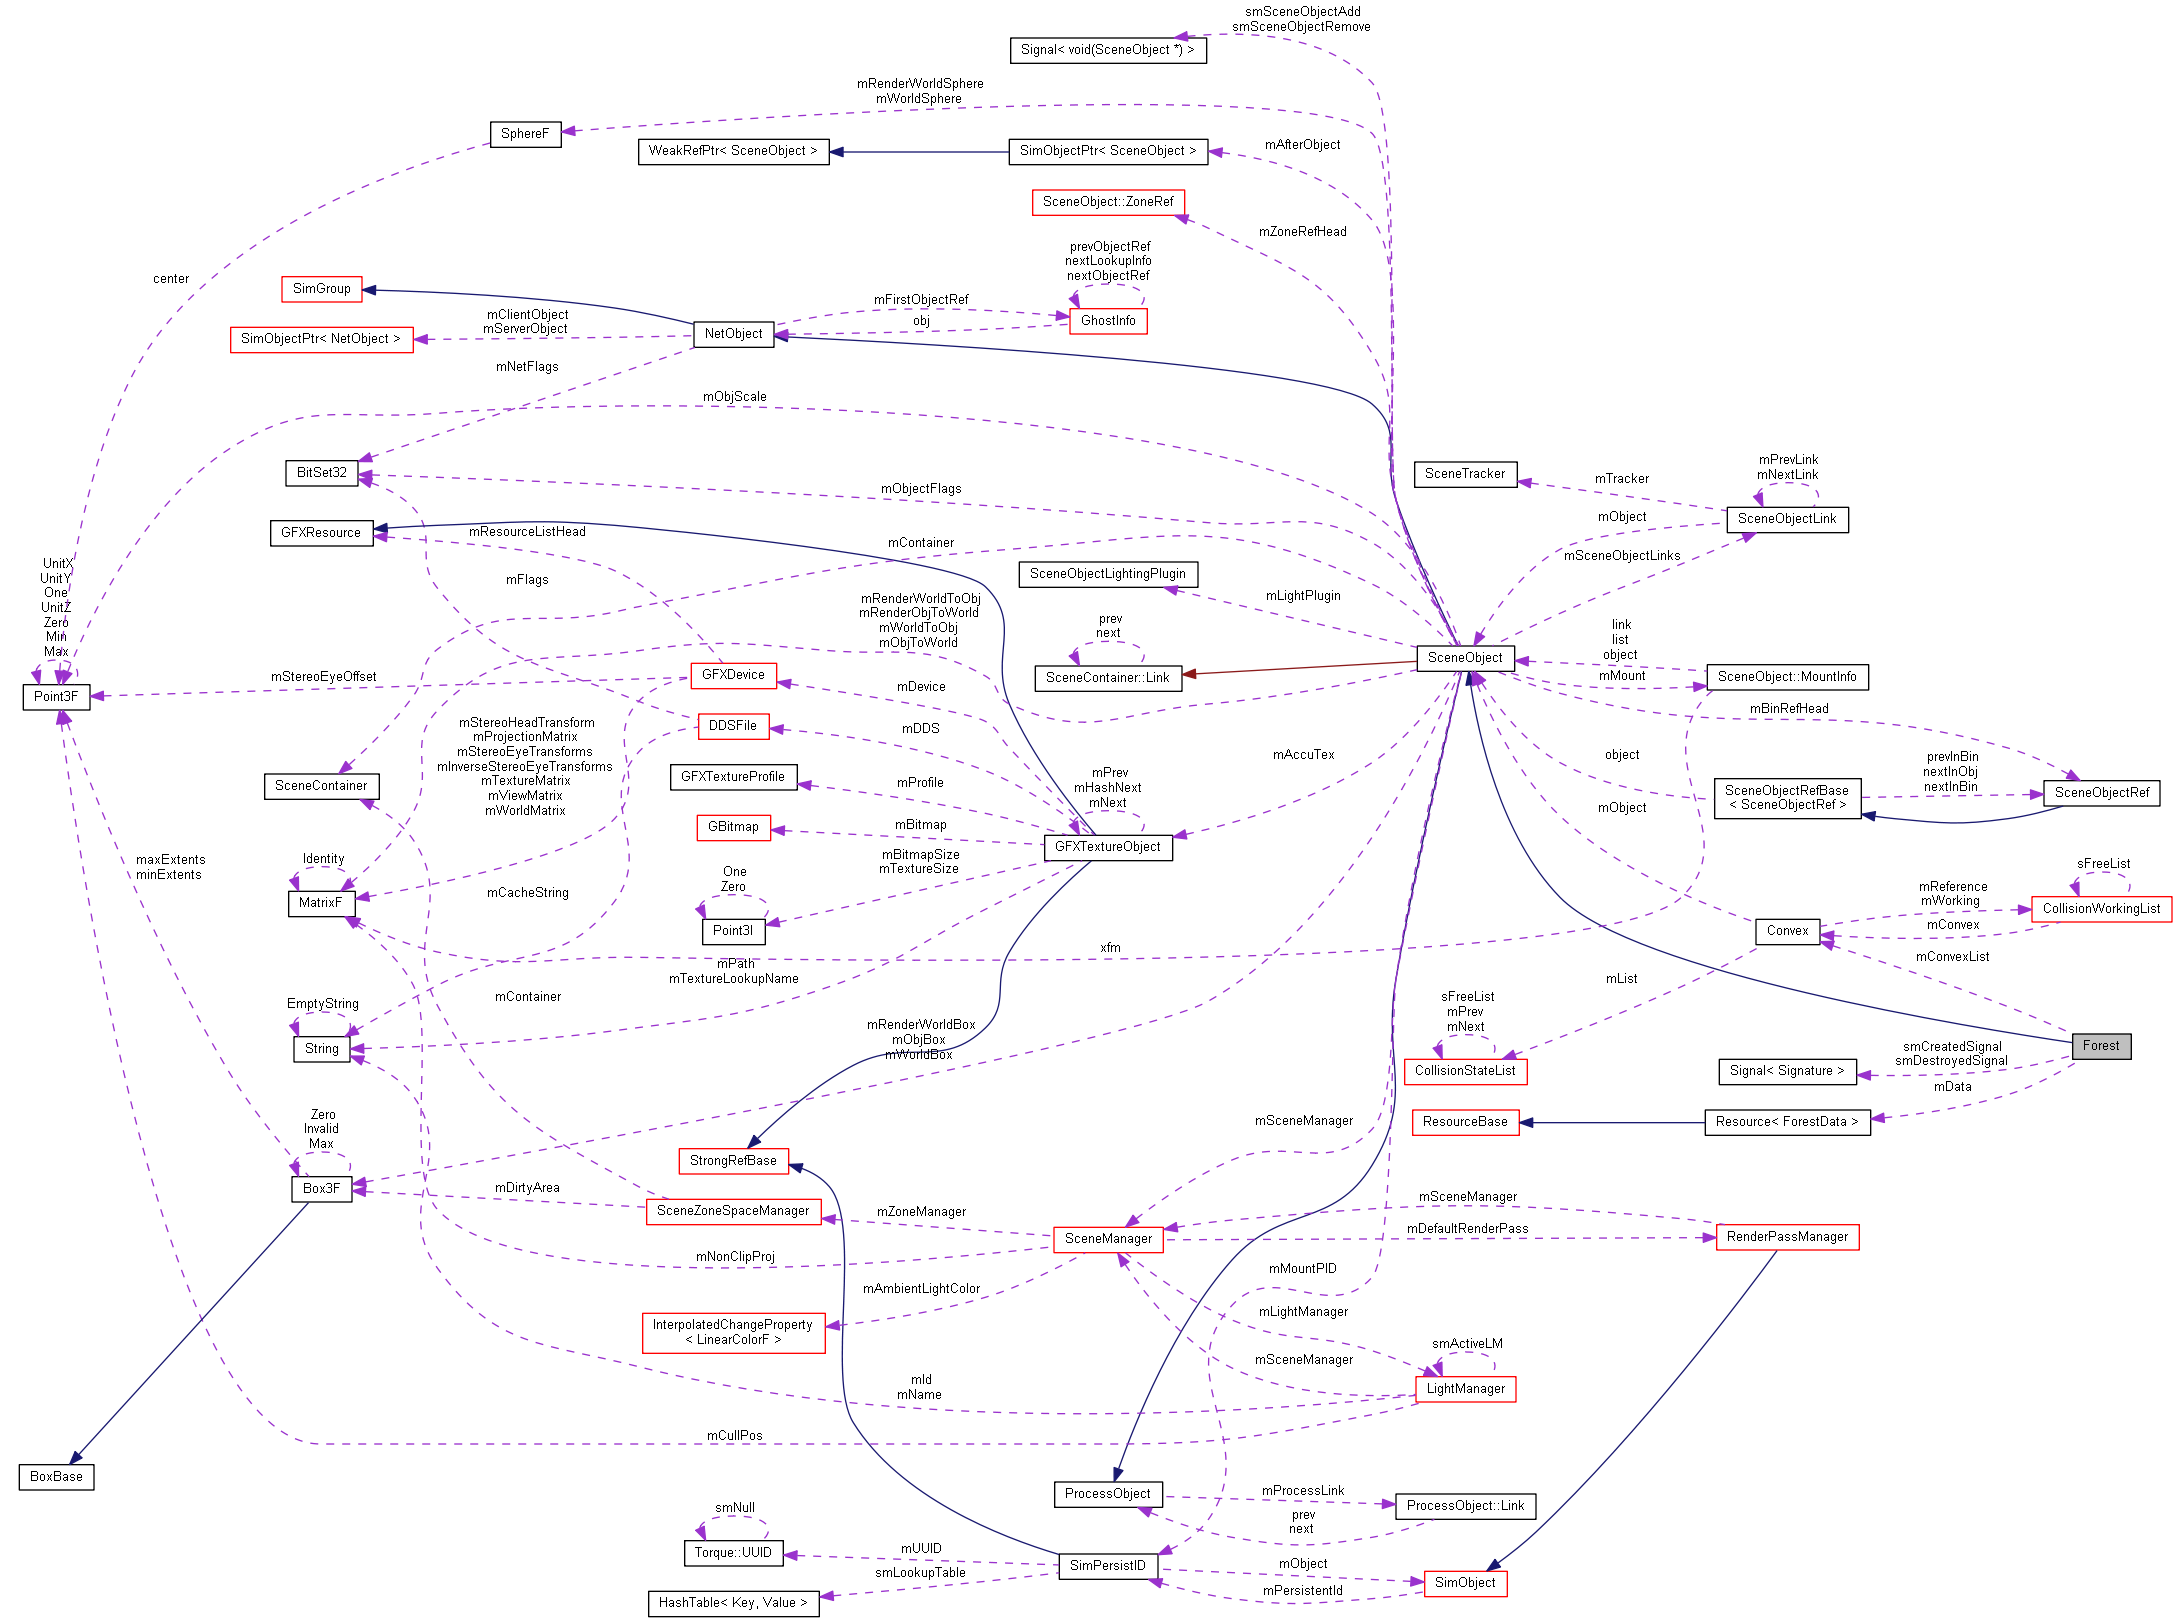 smSceneObjectAdd
smSceneObjectRemove
Signal< void(SceneObject *) >
mRenderWorldSphere
mWorldSphere
SphereF
WeakRefPtr< SceneObject >
SimObjectPtr< SceneObject >
mAfterObject
SceneObject::ZoneRef
mZoneRefHead
center
prevObjectRef
nextLookupInfo
nextObjectRef
SimGroup
mFirstObjectRef
mClientObject
mServerObject
SimObjectPtr< NetObject >
NetObject
obj
GhostInfo
mNetFlags
mObjScale
BitSet32
mObjectFlags
SceneTracker
mTracker
mPrevLink
mNextLink
SceneObjectLink
mObject
GFXResource
mResourceListHead
mContainer
mSceneObjectLinks
UnitX
UnitY
One
UnitZ
Zero
Min
Max
Point3F
mFlags
SceneObjectLightingPlugin
mLightPlugin
mRenderWorldToObj
mRenderObjToWorld
mWorldToObj
mObjToWorld
prev
next
SceneContainer::Link
SceneObject
link
list
object
mMount
SceneObject::MountInfo
mStereoEyeOffset
GFXDevice
mDevice
mBinRefHead
mStereoHeadTransform
mProjectionMatrix
mStereoEyeTransforms
mInverseStereoEyeTransforms
mTextureMatrix
mViewMatrix
mWorldMatrix
DDSFile
mDDS
mAccuTex
object
prevInBin
nextInObj
nextInBin
SceneContainer
GFXTextureProfile
mProfile
mPrev
mHashNext
mNext
SceneObjectRefBase
< SceneObjectRef >
SceneObjectRef
mObject
GBitmap
mBitmap
GFXTextureObject
maxExtents
minExtents
Identity
MatrixF
mCacheString
mBitmapSize
mTextureSize
One
Zero
Point3I
sFreeList
mReference
mWorking
CollisionWorkingList
Convex
mConvex
xfm
mPath
mTextureLookupName
mConvexList
mList
mContainer
EmptyString
String
mRenderWorldBox
mObjBox
mWorldBox
sFreeList
mPrev
mNext
CollisionStateList
Forest
smCreatedSignal
smDestroyedSignal
Signal< Signature >
mData
Zero
Invalid
Max
Box3F
mSceneManager
ResourceBase
Resource< ForestData >
StrongRefBase
mDirtyArea
SceneZoneSpaceManager
mZoneManager
mSceneManager
SceneManager
mDefaultRenderPass
RenderPassManager
mNonClipProj
mMountPID
mAmbientLightColor
InterpolatedChangeProperty
< LinearColorF >
mLightManager
mSceneManager
smActiveLM
LightManager
mId
mName
mCullPos
BoxBase
ProcessObject
mProcessLink
ProcessObject::Link
prev
next
smNull
Torque::UUID
mUUID
SimPersistID
mObject
smLookupTable
HashTable< Key, Value >
mPersistentId
SimObject